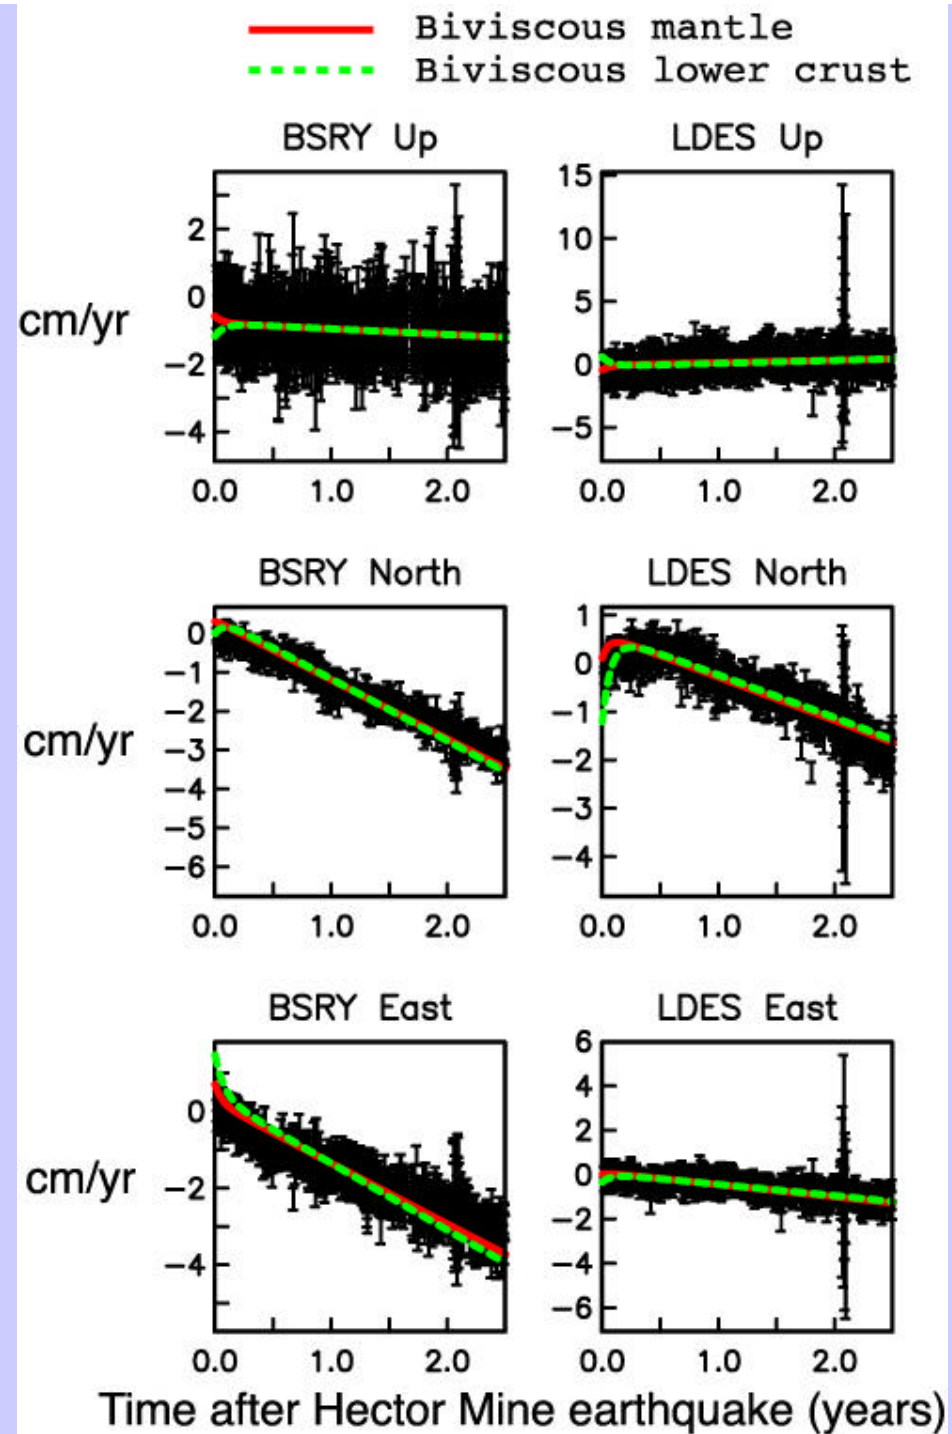 Biviscous mantle
Biviscous lower crust
BSRY Up LDES Up
cm/yr
2
0
−2
−4
0.0 1.0 2.0
15
10
5
0
−5
0.0 1.0 2.0
BSRY North LDES North
cm/yr
0
−1
−2
−3
−4
−5
−6
0.0 1.0 2.0
1
0
−1
−2
−3
−4
0.0 1.0 2.0
BSRY East LDES East
cm/yr
0
−2
−4
0.0 1.0 2.0
6
4
2
0
−2
−4
−6
0.0 1.0 2.0
Time after Hector Mine earthquake (years)